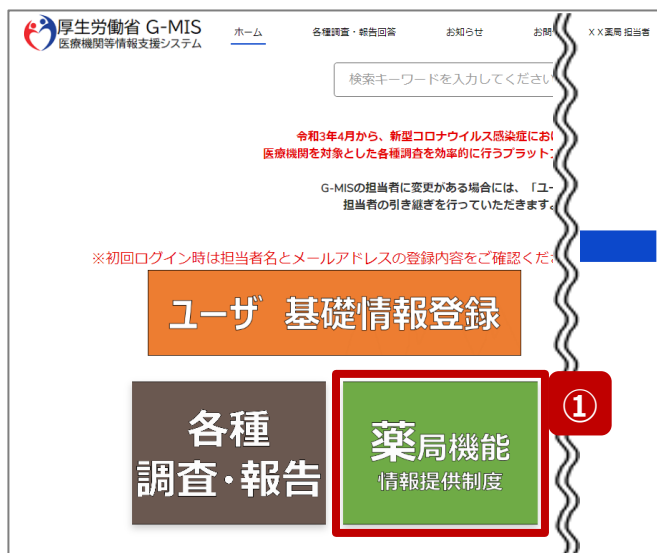 厚生労働省 G-MIS
医療機関等情報支援システム
ホーム 各種調査・報告回答 お知らせ お問 XX薬局 担当者
検索キーワードを入力してください
令和3年4月から、新型コロナウイルス感染症にお
医療機関を対象とした各種調査を効率的に行うプラット
G-MISの担当者に変更がある場合には、「ユー
担当者の引き継ぎを行っていただきます。
※初回ログイン時は担当者名とメールアドレスの登録内容をご確認くだ
ユーザ 基礎情報登録
①
各種
調査・報告
薬局機能
情報提供制度